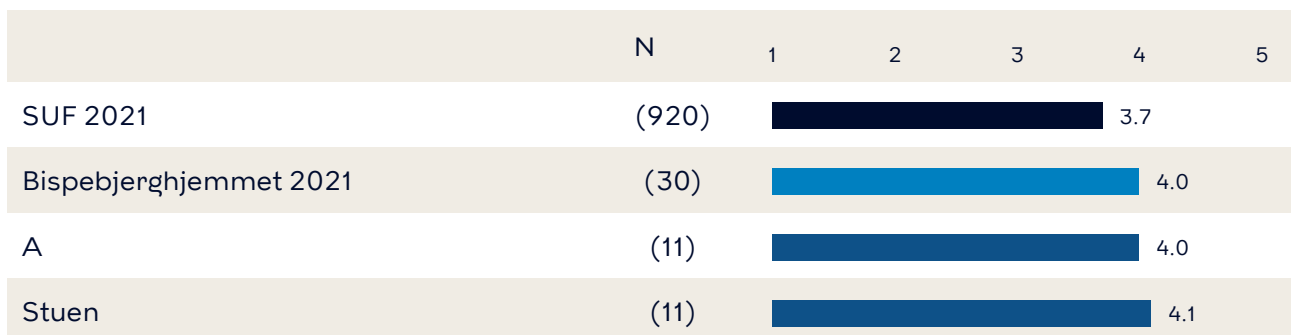 N 1 2 3 4 5
SUF 2021 (920) 3.7
Bispebjerghjemmet 2021 (30) 4.0
A (11) 4.0
Stuen (11) 4.1